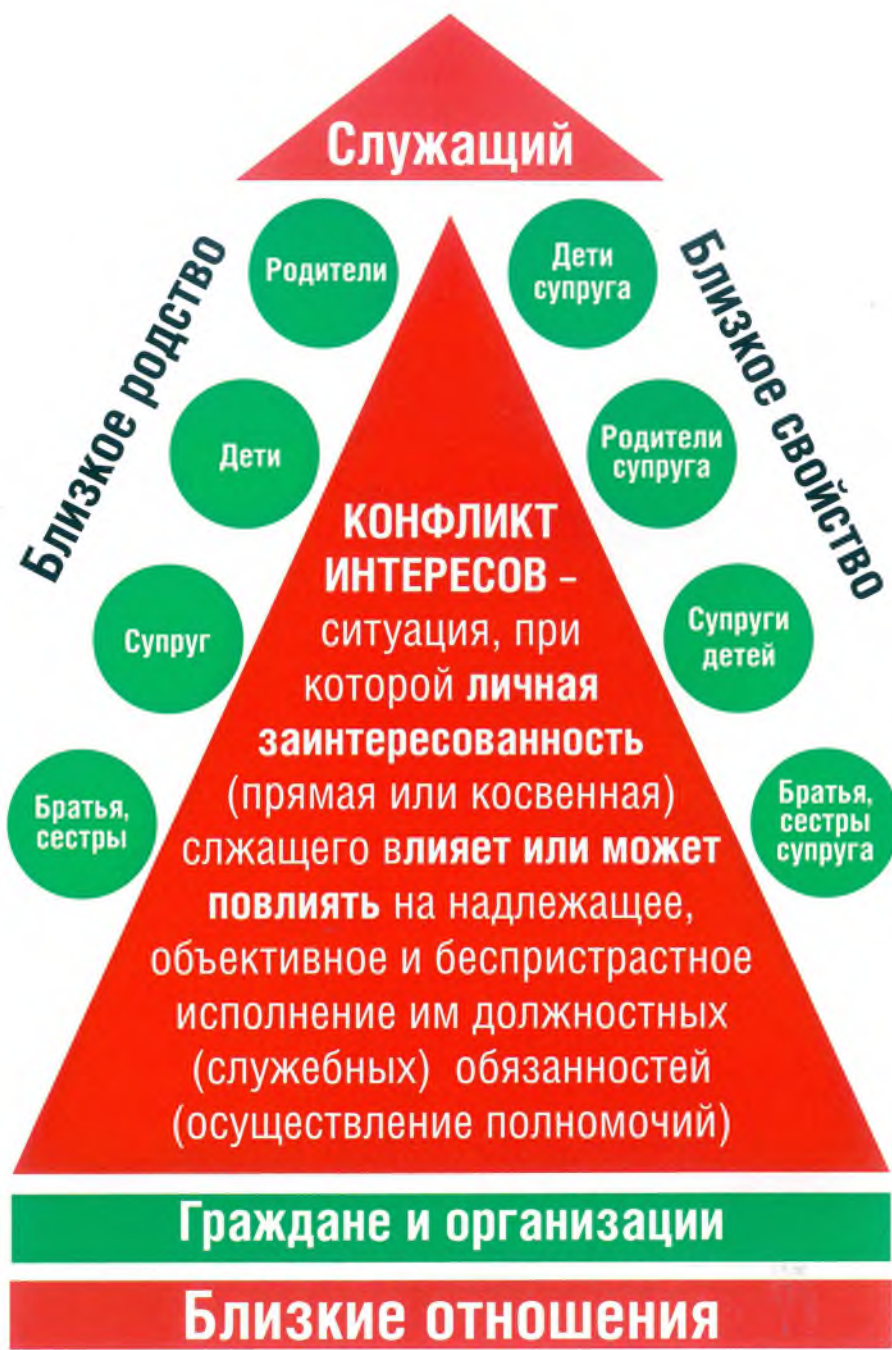 Служащий
Близкое родство
Родители
Дети
Супруг
Братья,
сестры
Близкое свойство
Дети
супруга
Родители
супруга
Супруги
детей
Братья,
сестры
супруга
КОНФЛИКТ
ИНТЕРЕСОВ –
ситуация, при
которой личная
заинтересованность
(прямая или косвенная)
слжащего влияет или может
повлиять на надлежащее,
объективное и беспристрастное
исполнение им должностных
(служебных) обязанностей
(осуществление полномочий)
Граждане и организации
Близкие отношения